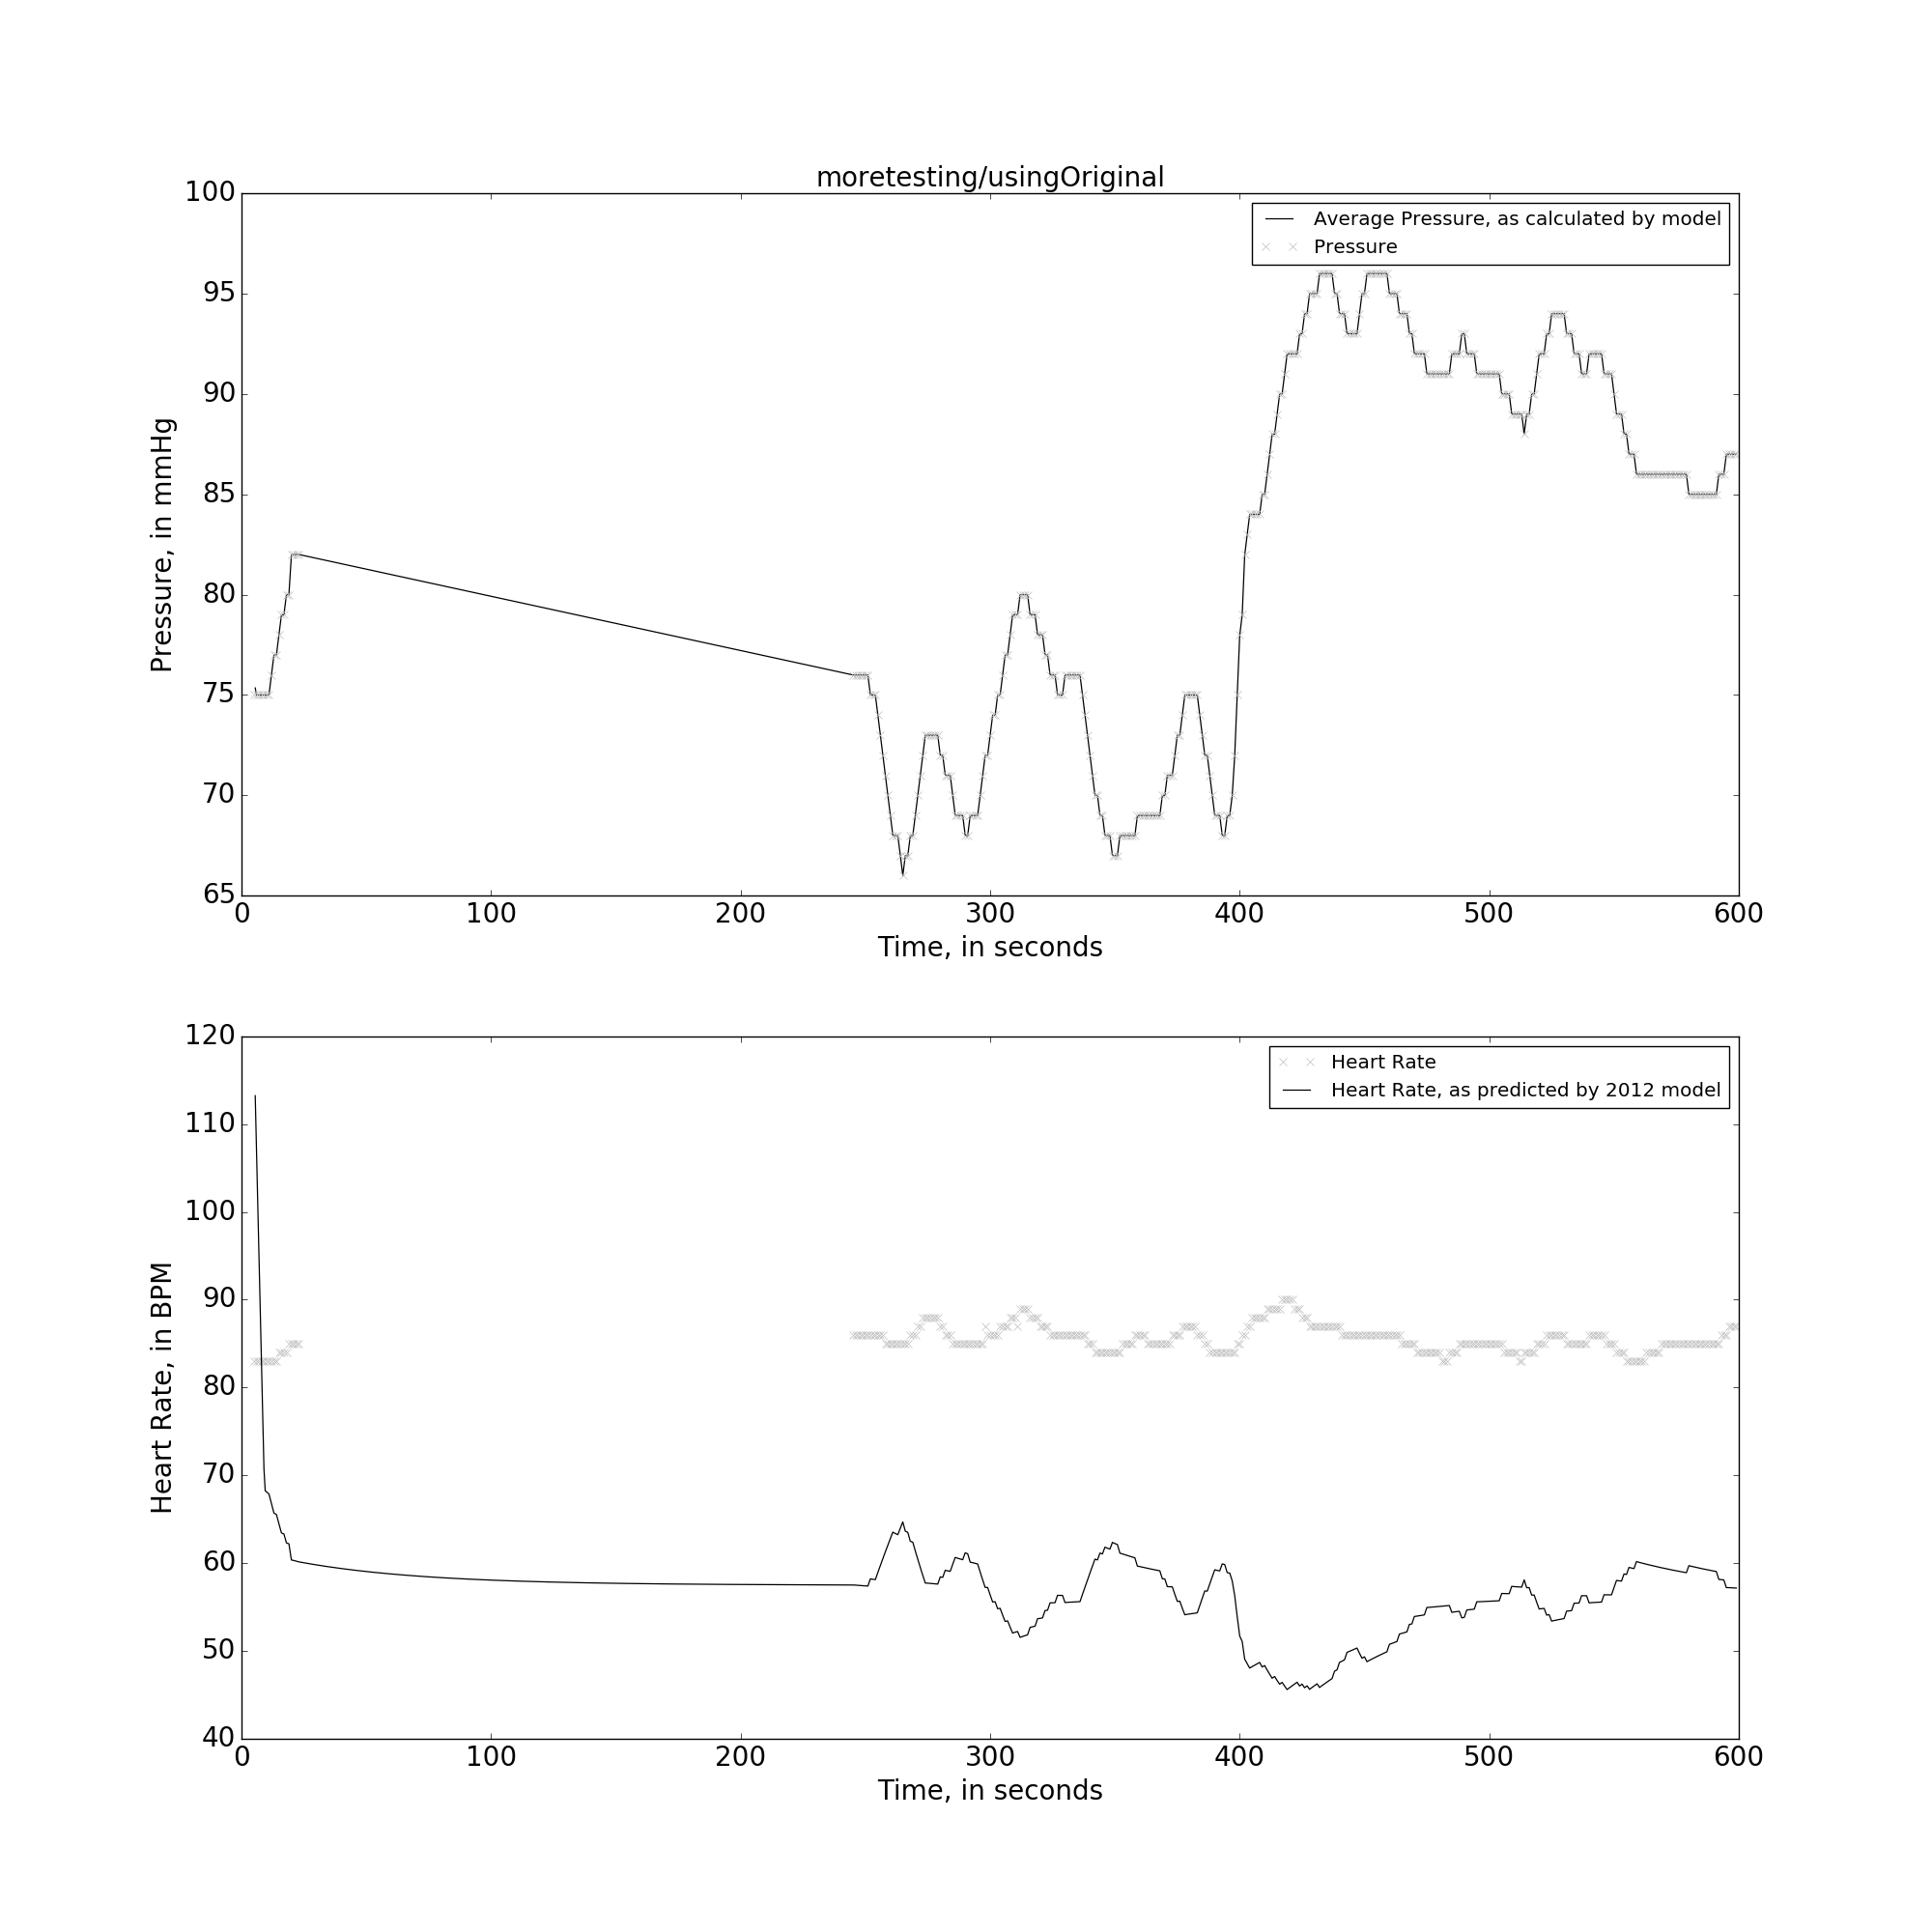 moretesting/usingOriginal
100
95
90
85
80
75
70
65
Pressure, in mmHg
Average Pressure, as calculated by model
Pressure
0 100 200 300 400 500 600
Time, in seconds
120
110
100
90
80
70
60
50
40
Heart Rate, in BPM
Heart Rate
Heart Rate, as predicted by 2012 model
0 100 200 300 400 500 600
Time, in seconds